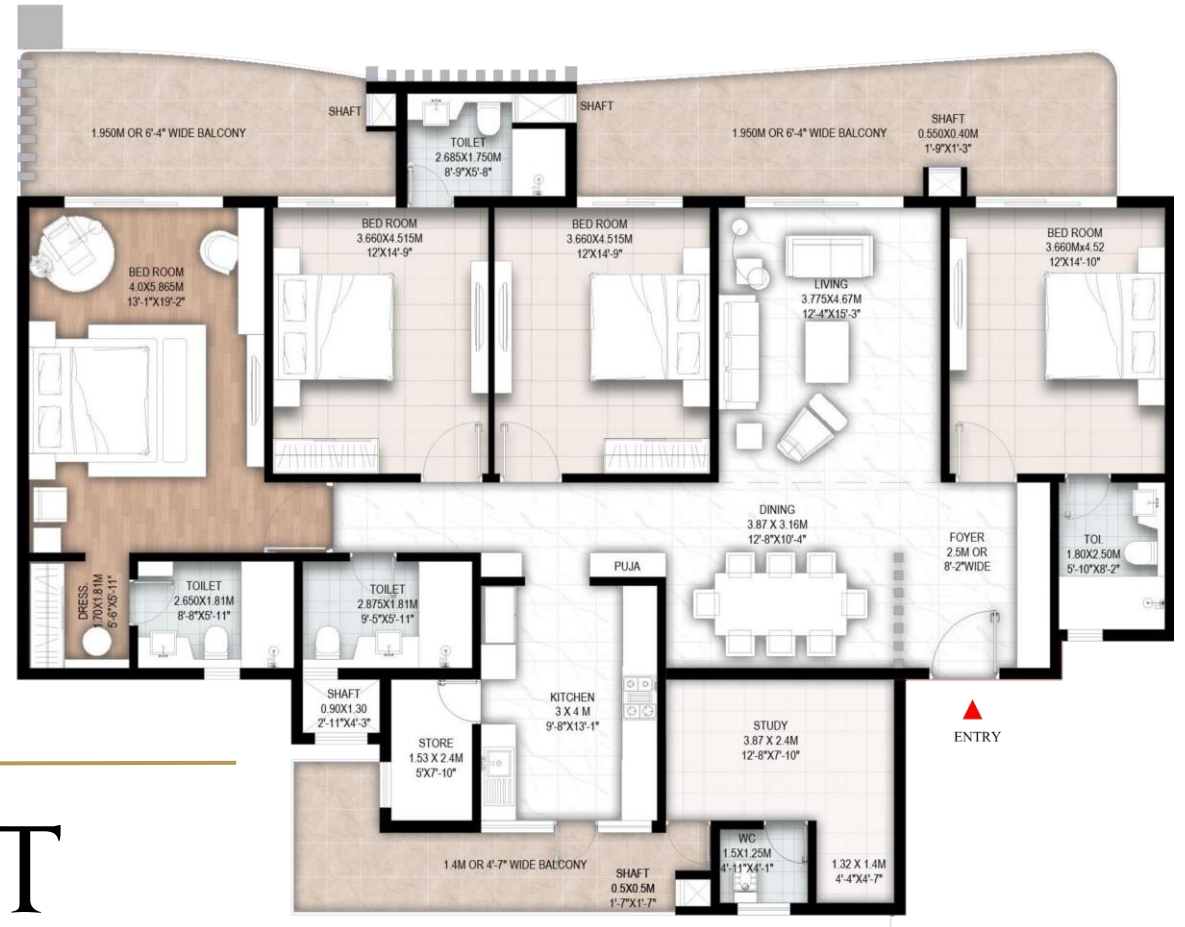 SHAFT
SHAFT
1.950M OR 6'-4" WIDE BALCONY
TOILET
2.685X1.750M
8'-9"X5'-8"
1.950M OR 6'-4" WIDE BALCONY
SHAFT
0.550X0.40M
1'-9"X1'-3"
BED ROOM
4.0X5.865M
13'-1"X19'-2"
BED ROOM
3.660X4.515M
12'X14'-9"
BED ROOM
3.660X4.515M
12'X14'-9"
LIVING
3.775X4.67M
12'-4"X15'-3"
BED ROOM
3.660Mx4.52
12'X14'-10"
DINING
3.87 X 3.16M
12'-8"X10'-4"
FOYER
2.5M OR
8'-2"WIDE
TOI.
1.80X2.50M
5'-10"X8'-2"
DRESS.
1.70X1.81M
5'-6"X5'-11"
TOILET
2.650X1.81M
8'-8"X5'-11"
TOILET
2.875X1.81M
9'-5"X5'-11"
PUJA
SHAFT
0.90X1.30
2'-11"X4'-3"
STORE
1.53 X 2.4M
5'X7'-10"
KITCHEN
3 X 4 M
9'-8"X13'-1"
STUDY
3.87 X 2.4M
12'-8"X7'-10"
ENTRY
1.4M OR 4'-7" WIDE BALCONY
SHAFT
0.5X0.5M
1'-7"X1'-7"
WC
1.5X1.25M
4'-11"X4'-1"
1.32 X 1.4M
4'-4"X4'-7"
T